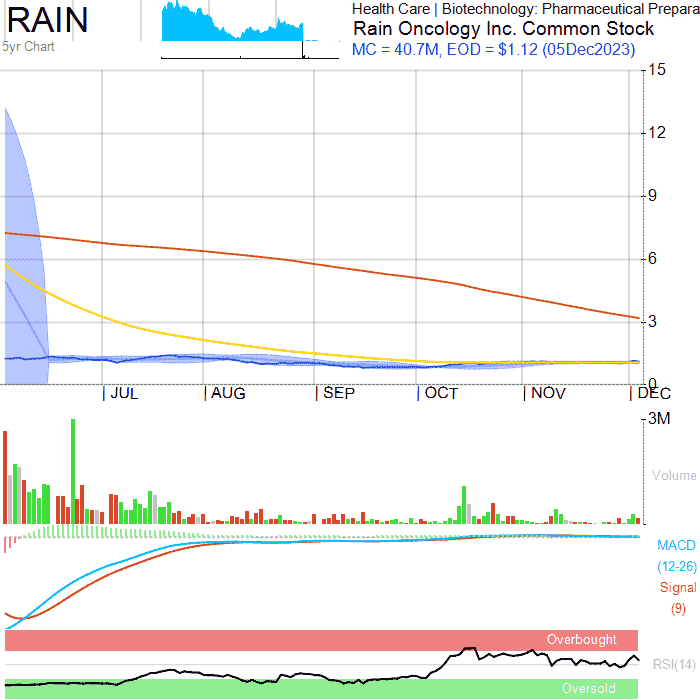 RAIN
5yr Chart
Health Care | Biotechnology: Pharmaceutical Prepara
Rain Oncology Inc. Common Stock
MC = 40.7M, EOD = $1.12 (05Dec2023)
15
12
9
6
3
0
JUL AUG SEP OCT NOV DEC
3M
Volume
MACD
(12-26)
Signal
(9)
Overbought
RSI(14)
Oversold